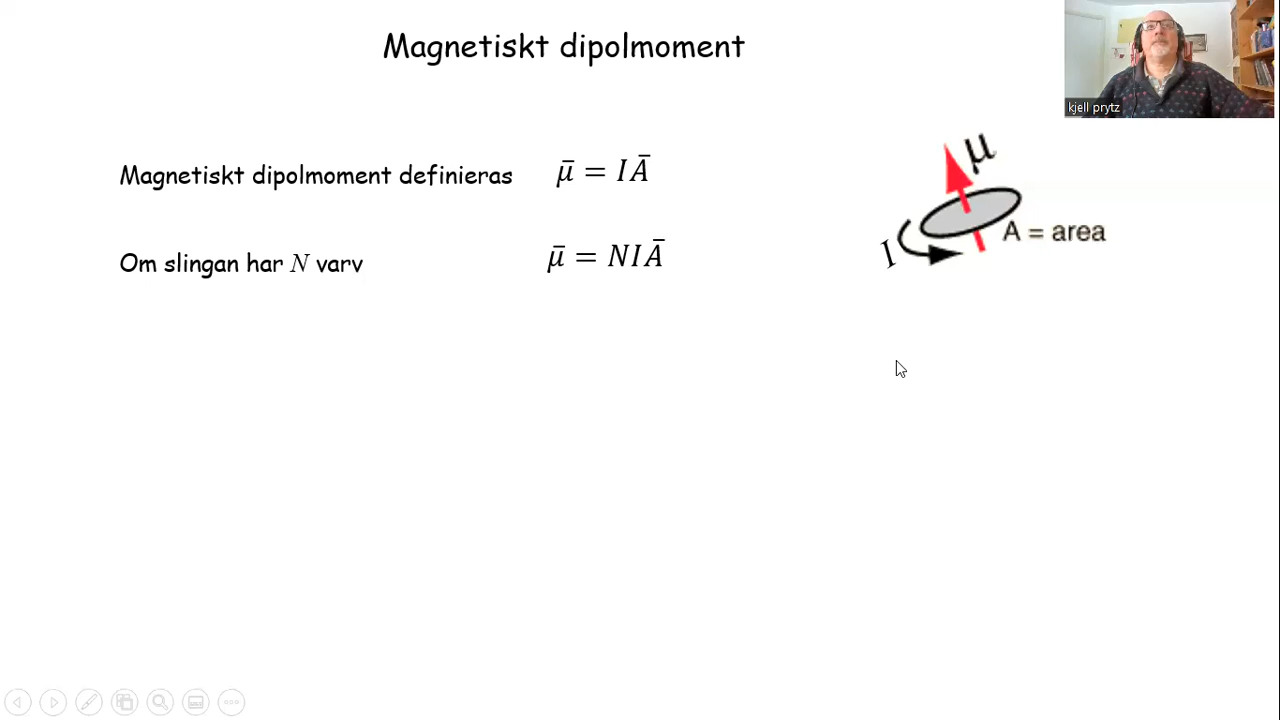 Magnetiskt dipolmoment
kjell prytz
Magnetiskt dipolmoment definieras μ̄ = IĀ
Om slingan har N varv μ̄ = NIĀ
μ
A = area
I